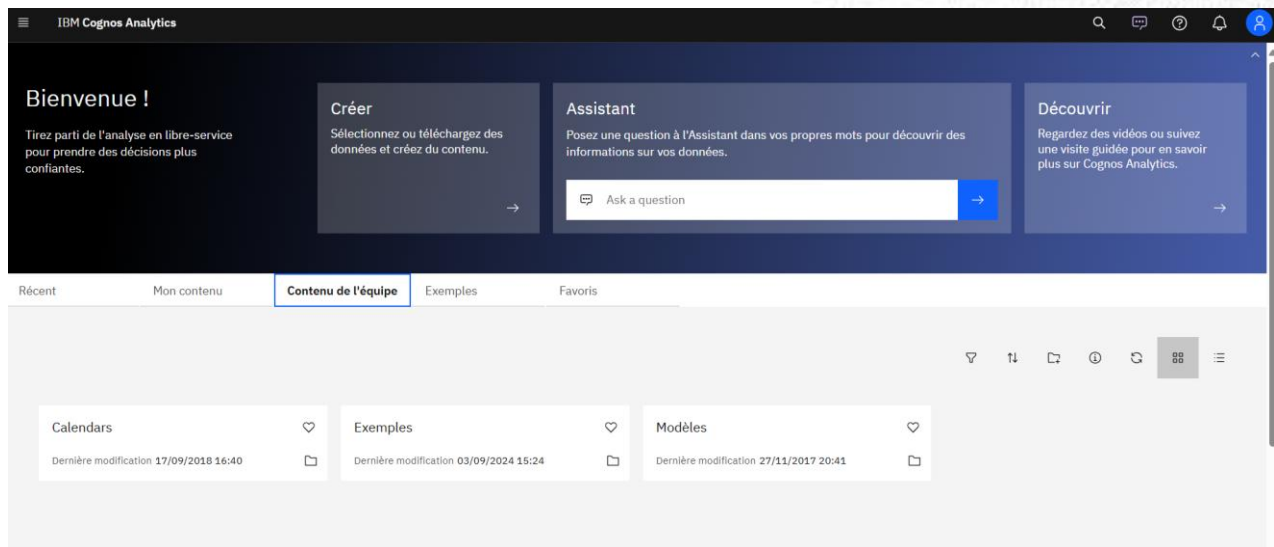 IBM Cognos Analytics
Bienvenue !
Tirez parti de l'analyse en libre-service
pour prendre des décisions plus
confiantes.
Créer
Sélectionnez ou téléchargez des
données et créez du contenu.
Assistant
Posez une question à l'Assistant dans vos propres mots pour découvrir des
informations sur vos données.
Ask a question
Découvrir
Regardez des vidéos ou suivez
une visite guidée pour en savoir
plus sur Cognos Analytics.
Récent
Mon contenu
Contenu de l'équipe
Exemples
Favoris
Calendars
Dernière modification 17/09/2018 16:40
Exemples
Dernière modification 03/09/2024 15:24
Modèles
Dernière modification 27/11/2017 20:41